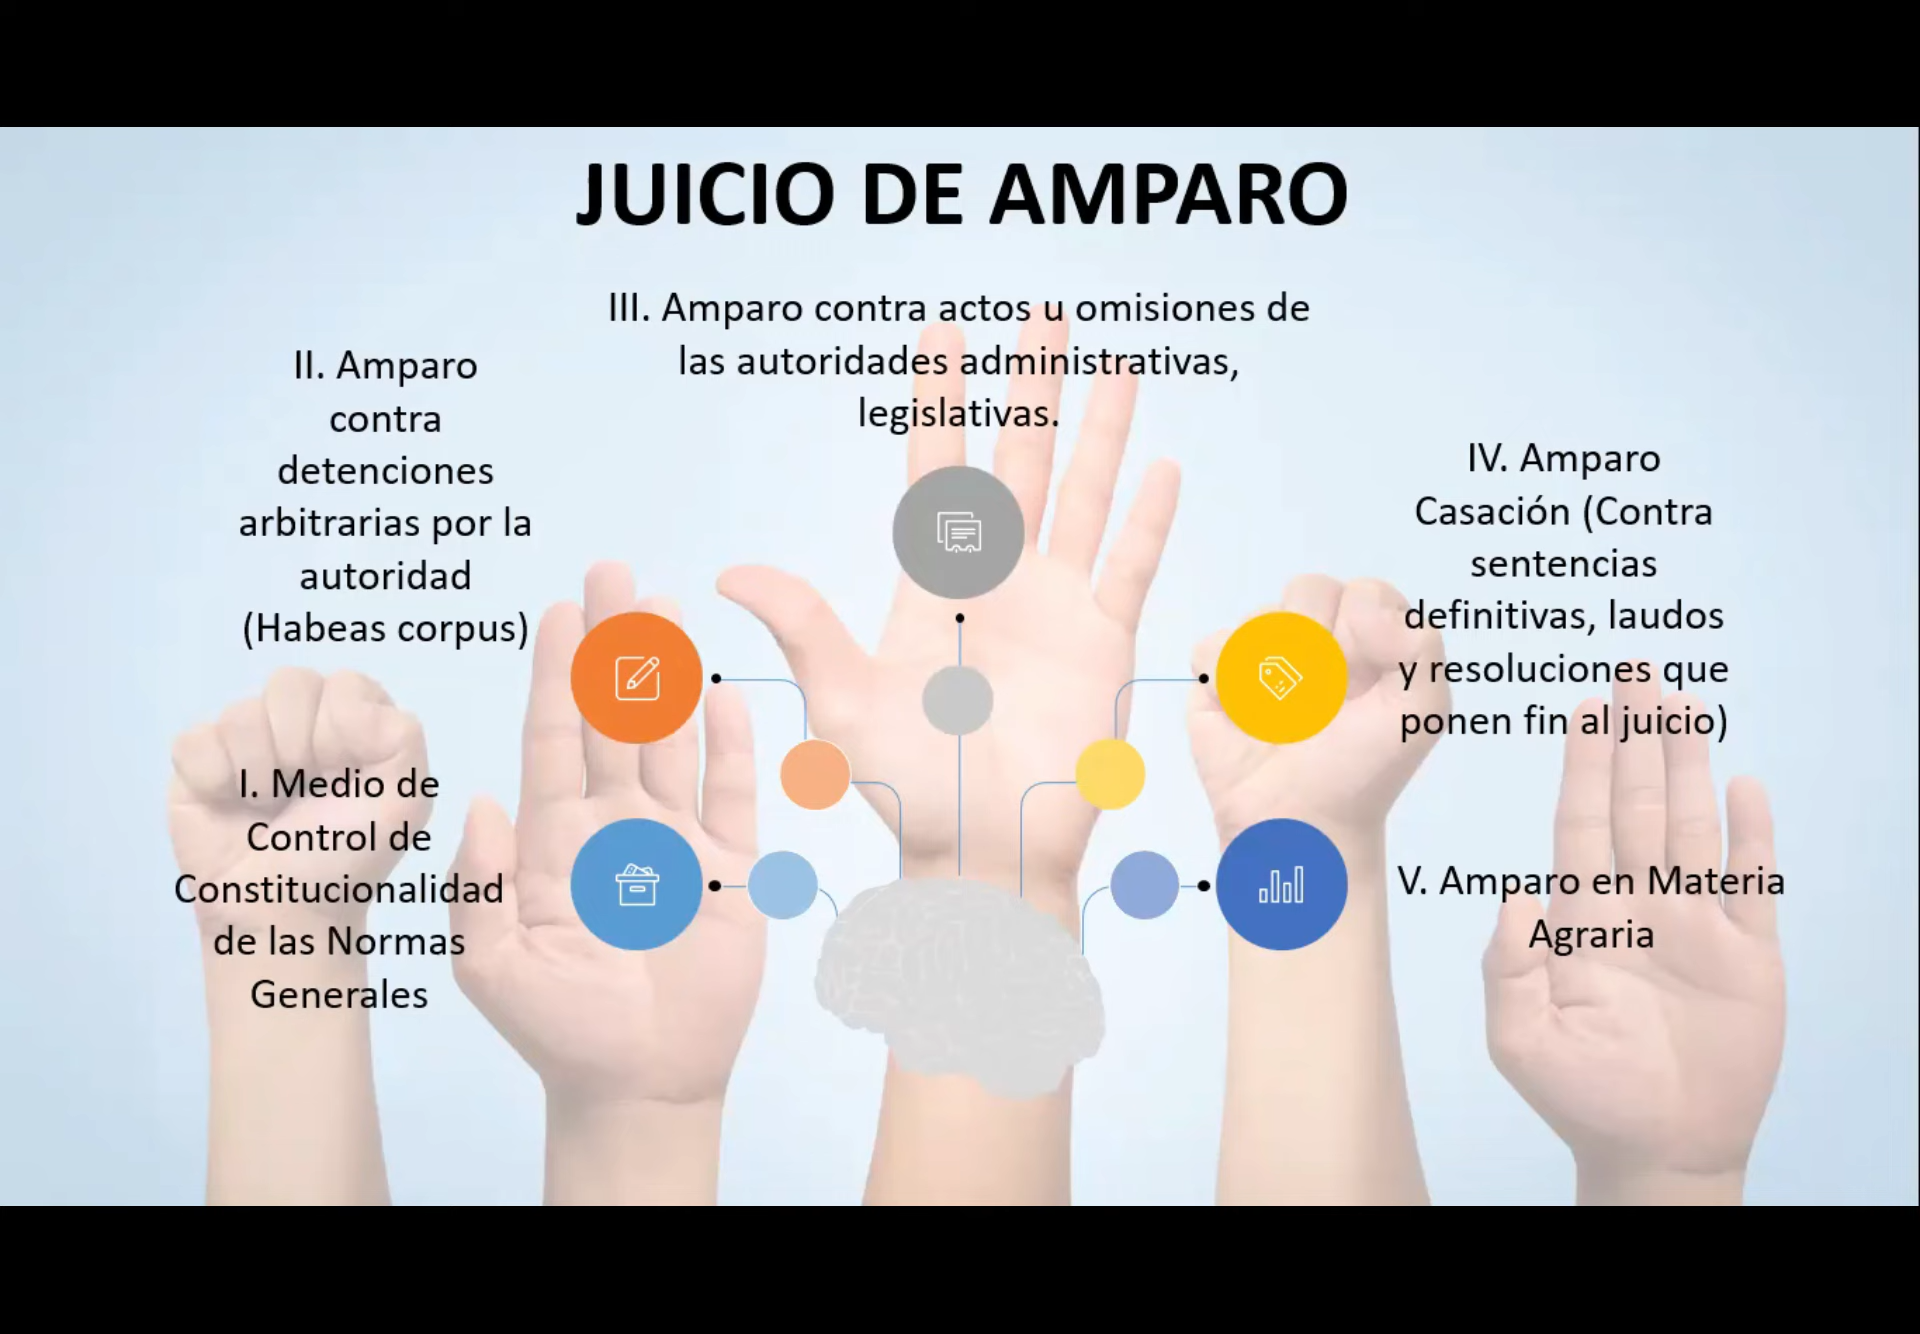 JUICIO DE AMPARO
III. Amparo contra actos u omisiones de
las autoridades administrativas,
legislativas.
II. Amparo
contra
detenciones
arbitrarias por la
autoridad
(Habeas corpus)
IV. Amparo
Casación (Contra
sentencias
definitivas, laudos
y resoluciones que
ponen fin al juicio)
I. Medio de
Control de
Constitucionalidad
de las Normas
Generales
V. Amparo en Materia
Agraria